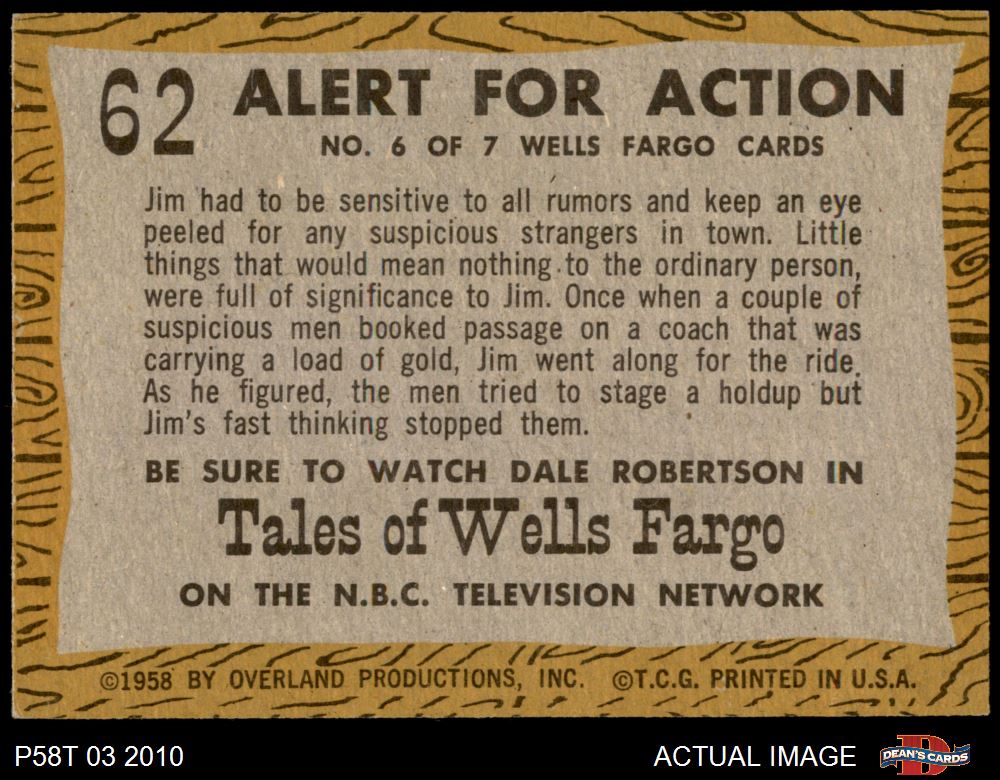 62 ALERT FOR ACTION
NO. 6 OF 7 WELLS FARGO CARDS
Jim had to be sensitive to all rumors and keep an eye
peeled for any suspicious strangers in town. Little
things that would mean nothing to the ordinary person,
were full of significance to Jim. Once when a couple of
suspicious men booked passage on a coach that was
carrying a load of gold, Jim went along for the ride.
As he figured, the men tried to stage a holdup but
Jim's fast thinking stopped them.
BE SURE TO WATCH DALE ROBERTSON IN
Tales of Wells Fargo
ON THE N.B.C. TELEVISION NETWORK
©1958 BY OVERLAND PRODUCTIONS, INC. ©T.C.G. PRINTED IN U.S.A.
P58T 03 2010 ACTUAL IMAGE DEAN'S CARDS